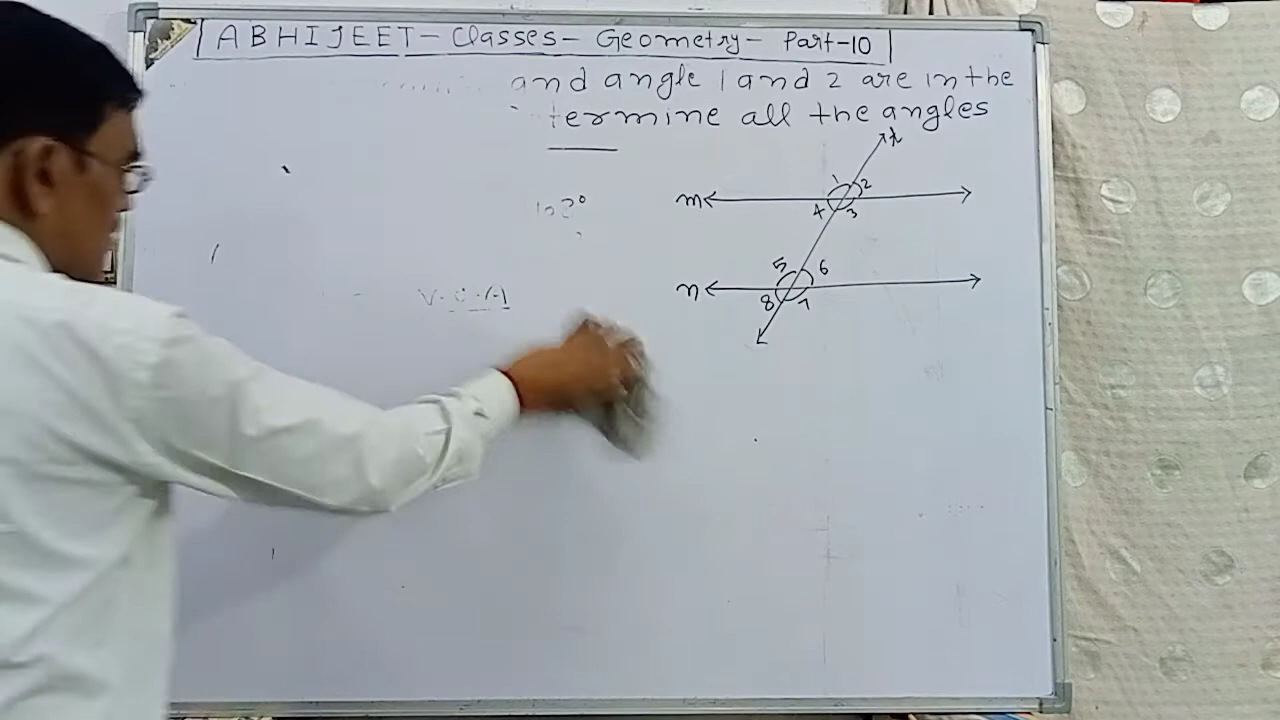 ABHIJEET - Classes - Geometry - Part-10
and angle 1 and 2 are in the
termine all the angles
t
1 2
m
4 3
10 °
5 6
V.O.A
n
8 7